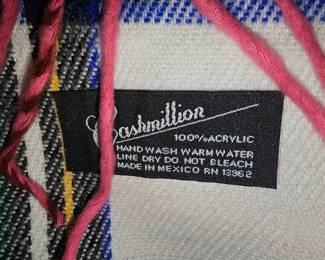 Cashmillion
100% ACRYLIC
HAND WASH WARM WATER
LINE DRY DO NOT BLEACH
MADE IN MEXICO RN 13962